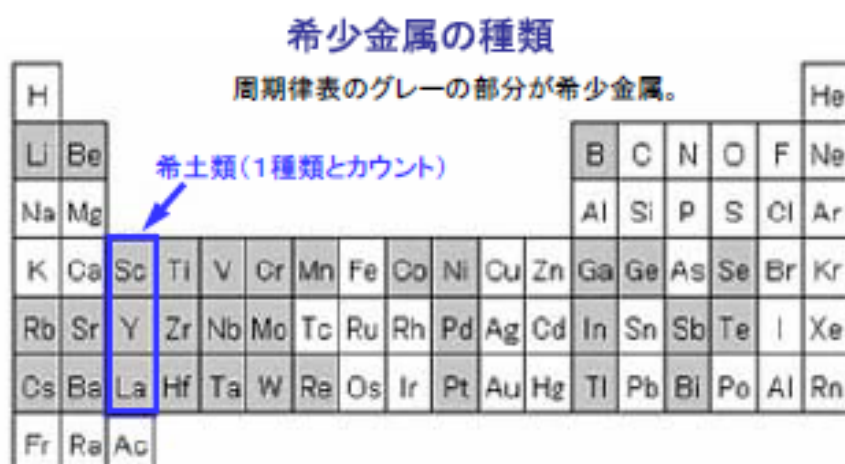 希少金属の種類
周期律表のグレーの部分が希少金属。
H He
Li Be B C N O F Ne
希土類(1種類とカウント)
Na Mg Al Si P S Cl Ar
K Ca Sc Ti V Cr Mn Fe Co Ni Cu Zn Ga Ge As Se Br Kr
Rb Sr Y Zr Nb Mo Tc Ru Rh Pd Ag Cd In Sn Sb Te I Xe
Cs Ba La Hf Ta W Re Os Ir Pt Au Hg Tl Pb Bi Po Al Rn
Fr Ra Ac